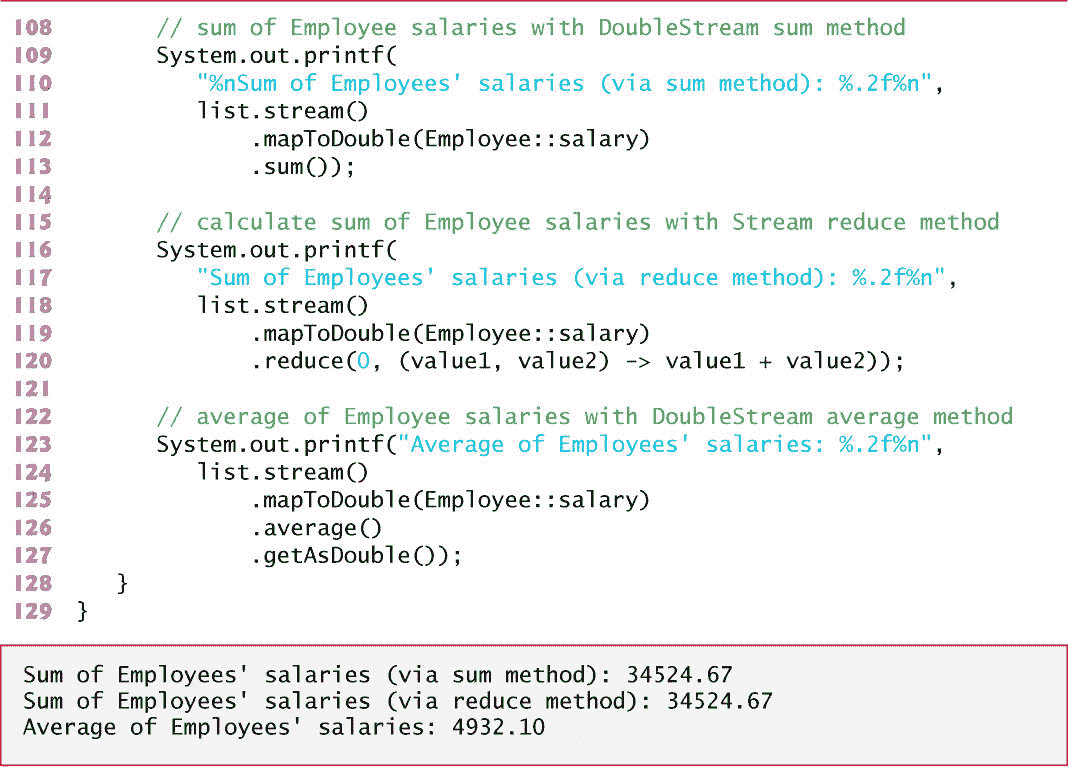 108 // sum of Employee salaries with DoubleStream sum method
109 System.out.printf(
110 "%nSum of Employees' salaries (via sum method): %.2f%n",
111 list.stream()
112 .mapToDouble(Employee::salary)
113 .sum());
114
115 // calculate sum of Employee salaries with Stream reduce method
116 System.out.printf(
117 "Sum of Employees' salaries (via reduce method): %.2f%n",
118 list.stream()
119 .mapToDouble(Employee::salary)
120 .reduce(0, (value1, value2) -> value1 + value2));
121
122 // average of Employee salaries with DoubleStream average method
123 System.out.printf("Average of Employees' salaries: %.2f%n",
124 list.stream()
125 .mapToDouble(Employee::salary)
126 .average()
127 .getAsDouble());
128 }
129 }
Sum of Employees' salaries (via sum method): 34524.67
Sum of Employees' salaries (via reduce method): 34524.67
Average of Employees' salaries: 4932.10